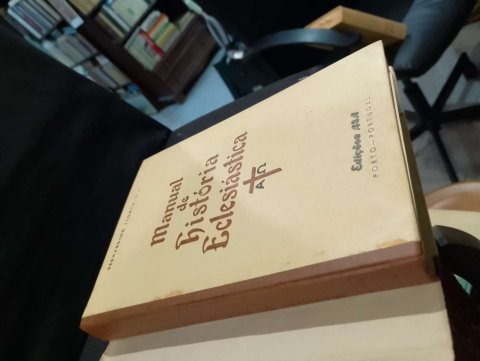 Manual
de
história
Eclesiástica
Α Ω
Edições ASA
PORTO — PORTUGAL